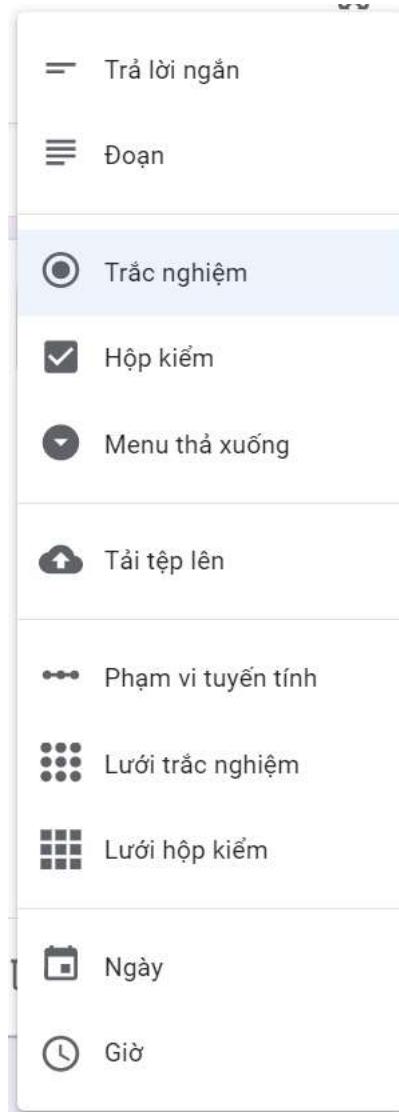 Trả lời ngắn
Đoạn
Trắc nghiệm
Hộp kiểm
Menu thả xuống
Tải tệp lên
Phạm vi tuyến tính
Lưới trắc nghiệm
Lưới hộp kiểm
Ngày
Giờ